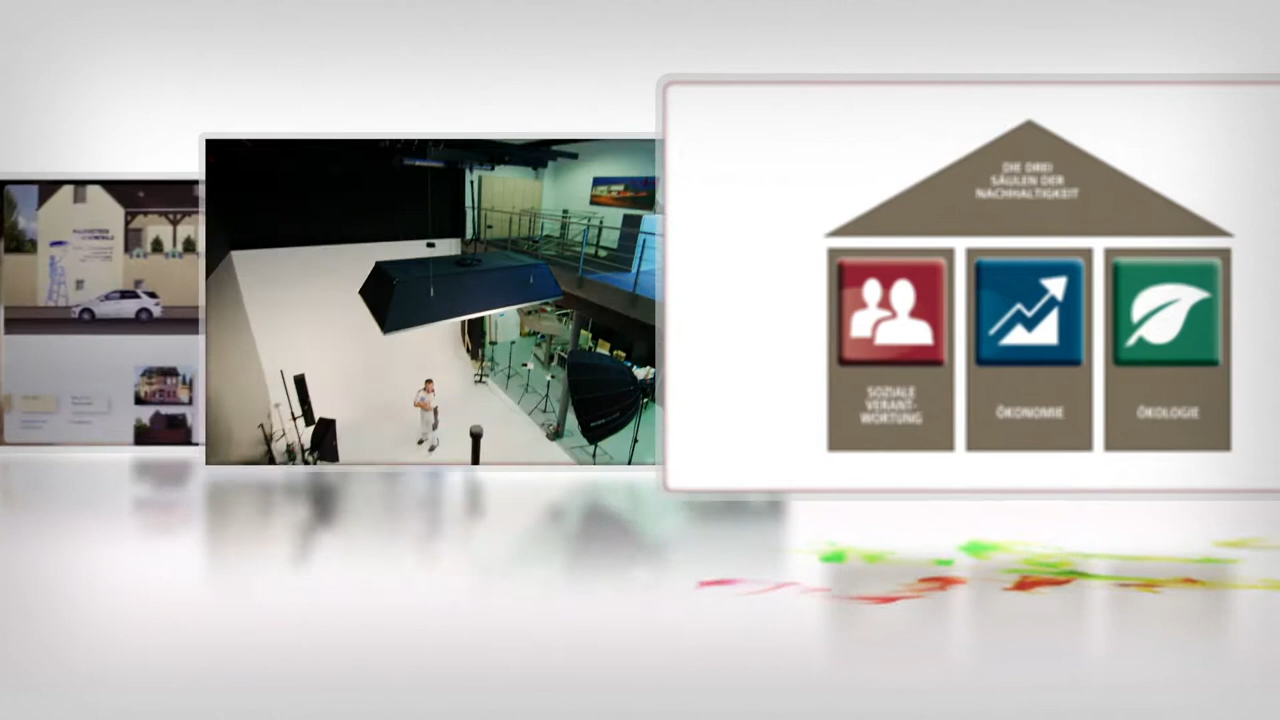 DIE DREI
SÄULEN DER
NACHHALTIGKEIT
SOZIALE
VERANT-
WORTUNG
ÖKONOMIE
ÖKOLOGIE